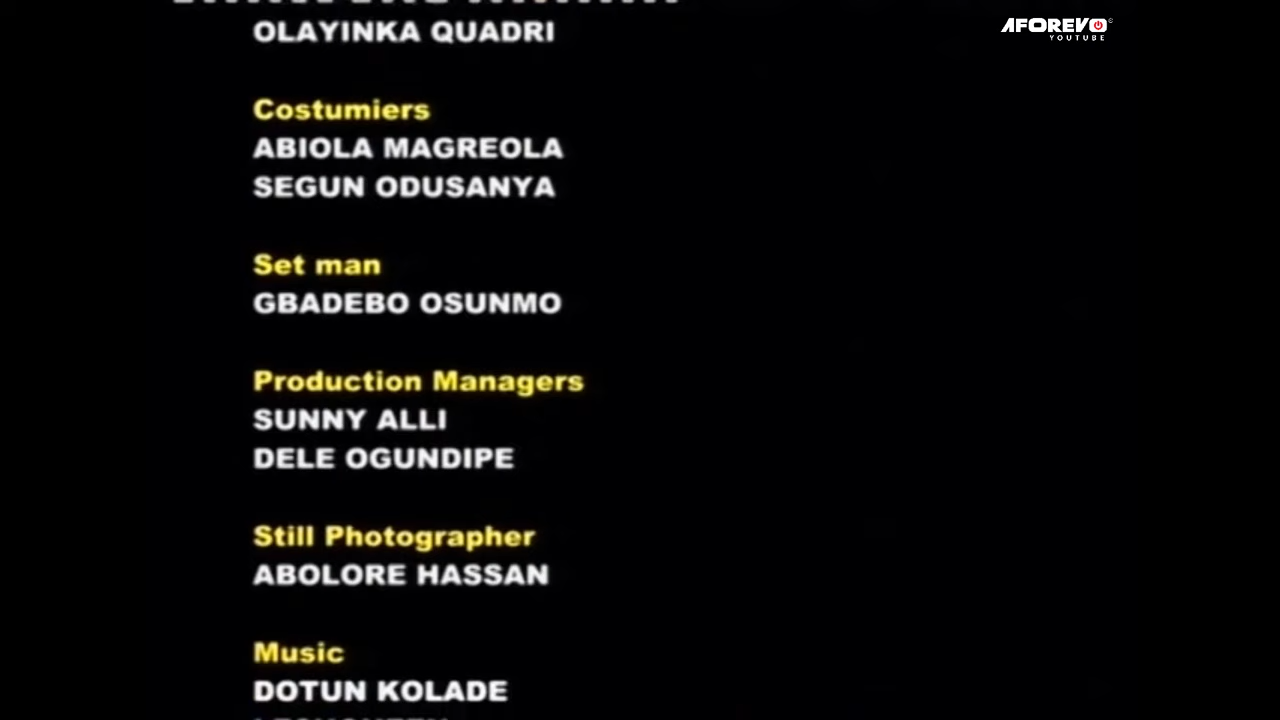 OLAYINKA QUADRI
AFOREVO
YOUTUBE
Costumiers
ABIOLA MAGREOLA
SEGUN ODUSANYA
Set man
GBADEBO OSUNMO
Production Managers
SUNNY ALLI
DELE OGUNDIPE
Still Photographer
ABOLORE HASSAN
Music
DOTUN KOLADE